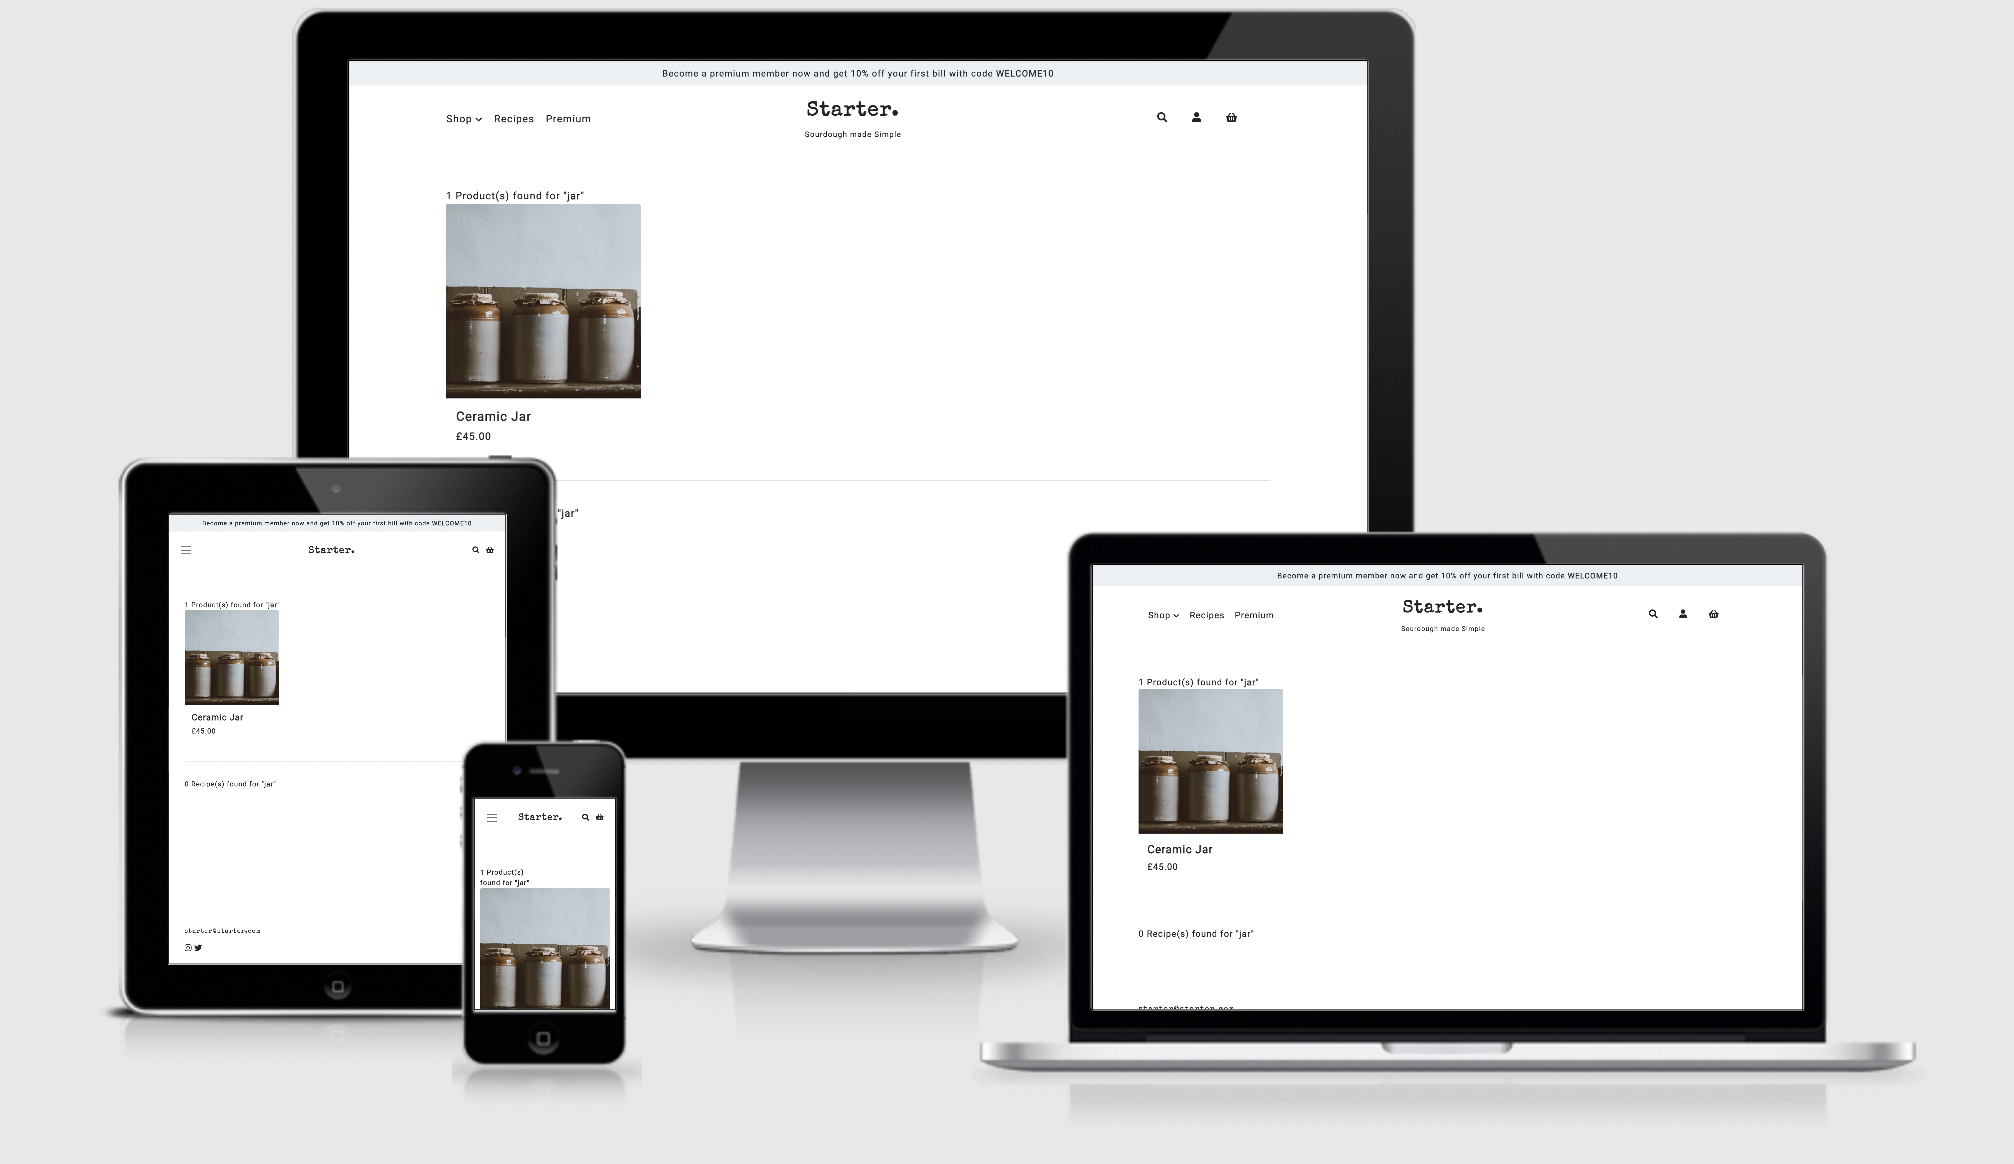 Become a premium member now and get 10% off your first bill with code WELCOME10
Shop Recipes Premium
Starter.
Sourdough made Simple
1 Product(s) found for "jar"
Ceramic Jar
£45.00
"jar"
Become a premium member now and get 10% off your first bill with code WELCOME10
Starter.
1 Product(s) found for "jar"
Ceramic Jar
£45.00
0 Recipe(s) found for "jar"
starter@starter.com
Starter.
1 Product(s)
found for "jar"
Become a premium member now and get 10% off your first bill with code WELCOME10
Shop Recipes Premium
Starter.
Sourdough made Simple
1 Product(s) found for "jar"
Ceramic Jar
£45.00
0 Recipe(s) found for "jar"